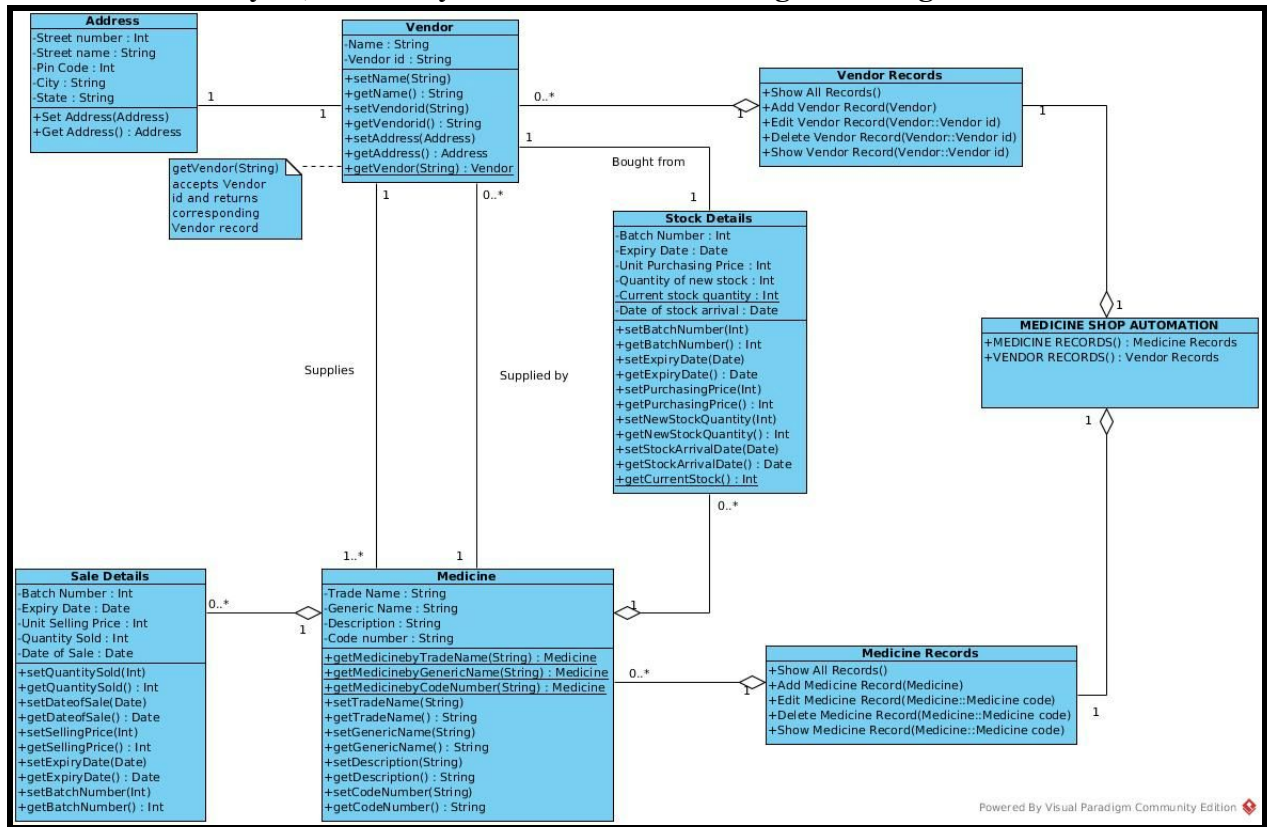 Address
-Street number : Int
-Street name : String
-Pin Code : Int
-City : String
-State : String
+Set Address(Address)
+Get Address() : Address
1
1
Vendor
-Name : String
-Vendor id : String
+setName(String)
+getName() : String
+setVendorid(String)
+getVendorid() : String
+setAddress(Address)
+getAddress() : Address
+getVendor(String) : Vendor
getVendor(String)
accepts Vendor
id and returns
corresponding
Vendor record
0..*
1
Vendor Records
+Show All Records()
+Add Vendor Record(Vendor)
+Edit Vendor Record(Vendor::Vendor id)
+Delete Vendor Record(Vendor::Vendor id)
+Show Vendor Record(Vendor::Vendor id)
1
1
Bought from
1
1
0..*
Stock Details
-Batch Number : Int
-Expiry Date : Date
-Unit Purchasing Price : Int
-Quantity of new stock : Int
-Current stock quantity : Int
-Date of stock arrival : Date
+setBatchNumber(Int)
+getBatchNumber() : Int
+setExpiryDate(Date)
+getExpiryDate() : Date
+setPurchasingPrice(Int)
+getPurchasingPrice() : Int
+setNewStockQuantity(Int)
+getNewStockQuantity() : Int
+setStockArrivalDate(Date)
+getStockArrivalDate() : Date
+getCurrentStock() : Int
1
MEDICINE SHOP AUTOMATION
+MEDICINE RECORDS() : Medicine Records
+VENDOR RECORDS() : Vendor Records
1
Supplies
Supplied by
0..*
1..*
1
Sale Details
-Batch Number : Int
-Expiry Date : Date
-Unit Selling Price : Int
-Quantity Sold : Int
-Date of Sale : Date
+setQuantitySold(Int)
+getQuantitySold() : Int
+setDateofSale(Date)
+getDateofSale() : Date
+setSellingPrice(Int)
+getSellingPrice() : Int
+setExpiryDate(Date)
+getExpiryDate() : Date
+setBatchNumber(Int)
+getBatchNumber() : Int
0..*
1
Medicine
-Trade Name : String
-Generic Name : String
-Description : String
-Code number : String
+getMedicinebyTradeName(String) : Medicine
+getMedicinebyGenericName(String) : Medicine
+getMedicinebyCodeNumber(String) : Medicine
+setTradeName(String)
+getTradeName() : String
+setGenericName(String)
+getGenericName() : String
+setDescription(String)
+getDescription() : String
+setCodeNumber(String)
+getCodeNumber() : String
1
0..*
1
Medicine Records
+Show All Records()
+Add Medicine Record(Medicine)
+Edit Medicine Record(Medicine::Medicine code)
+Delete Medicine Record(Medicine::Medicine code)
+Show Medicine Record(Medicine::Medicine code)
1
Powered By Visual Paradigm Community Edition